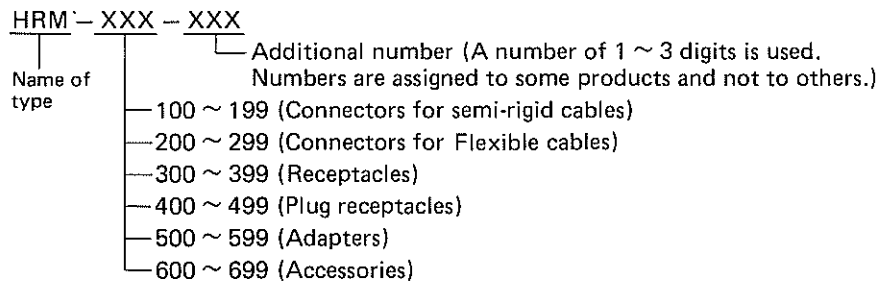 HRM – XXX – XXX
Additional number (A number of 1 ~ 3 digits is used.
Numbers are assigned to some products and not to others.)
Name of
type
100 ~ 199 (Connectors for semi-rigid cables)
200 ~ 299 (Connectors for Flexible cables)
300 ~ 399 (Receptacles)
400 ~ 499 (Plug receptacles)
500 ~ 599 (Adapters)
600 ~ 699 (Accessories)